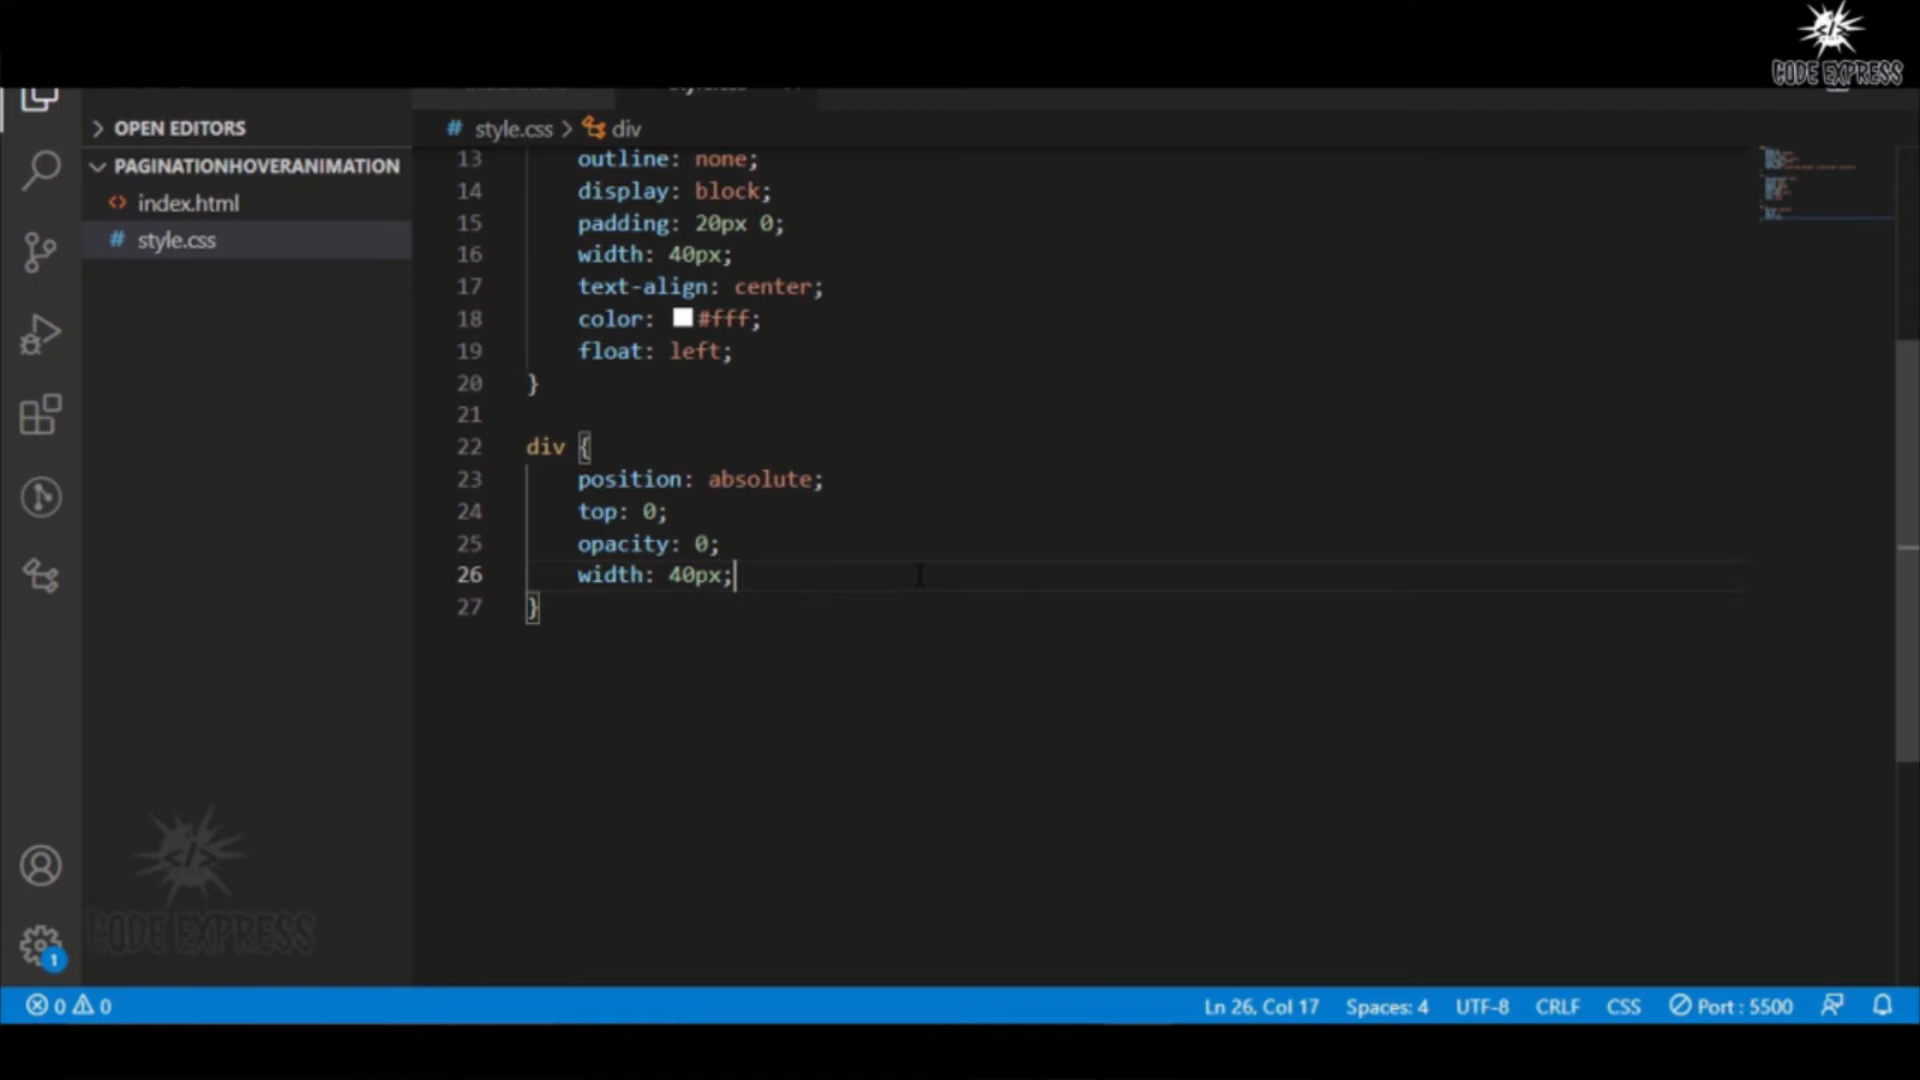 CODE EXPRESS
OPEN EDITORS
PAGINATIONHOVERANIMATION
index.html
# style.css
# style.css > div
13 outline: none;
14 display: block;
15 padding: 20px 0;
16 width: 40px;
17 text-align: center;
18 color: #fff;
19 float: left;
20 }
21
22 div {
23 position: absolute;
24 top: 0;
25 opacity: 0;
26 width: 40px;
27 }
</>
CODE EXPRESS
1
0 0
Ln 26, Col 17 Spaces: 4 UTF-8 CRLF CSS Port : 5500